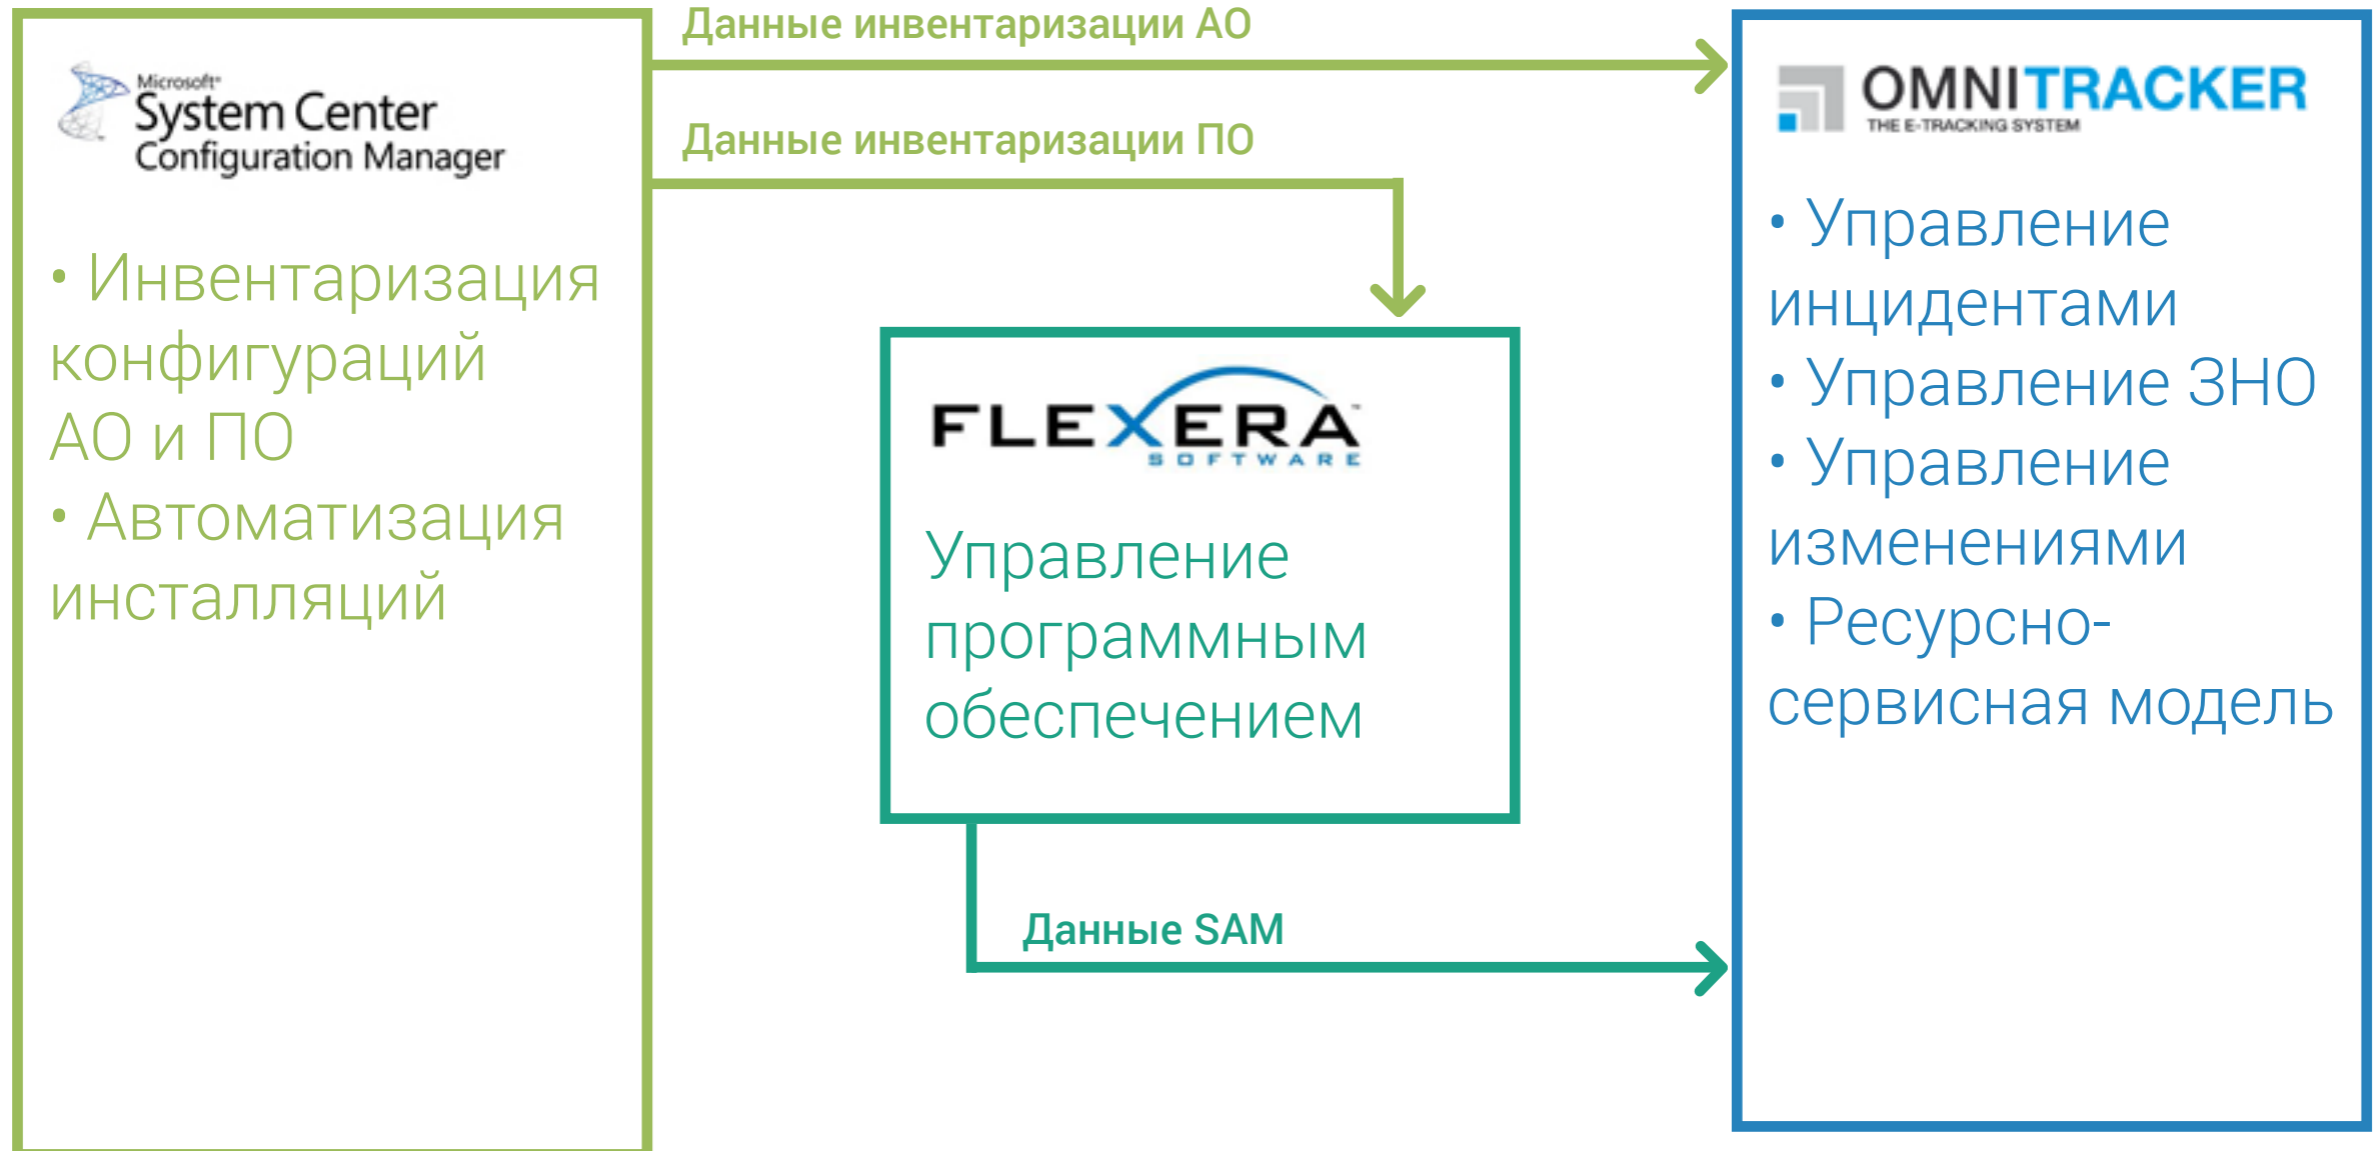 Microsoft®
System Center
Configuration Manager
• Инвентаризация
конфигураций
АО и ПО
• Автоматизация
инсталляций
Данные инвентаризации АО
Данные инвентаризации ПО
FLEXERA™
SOFTWARE
Управление
программным
обеспечением
Данные SAM
OMNITRACKER
THE E-TRACKING SYSTEM
• Управление
инцидентами
• Управление ЗНО
• Управление
изменениями
• Ресурсно-
сервисная модель